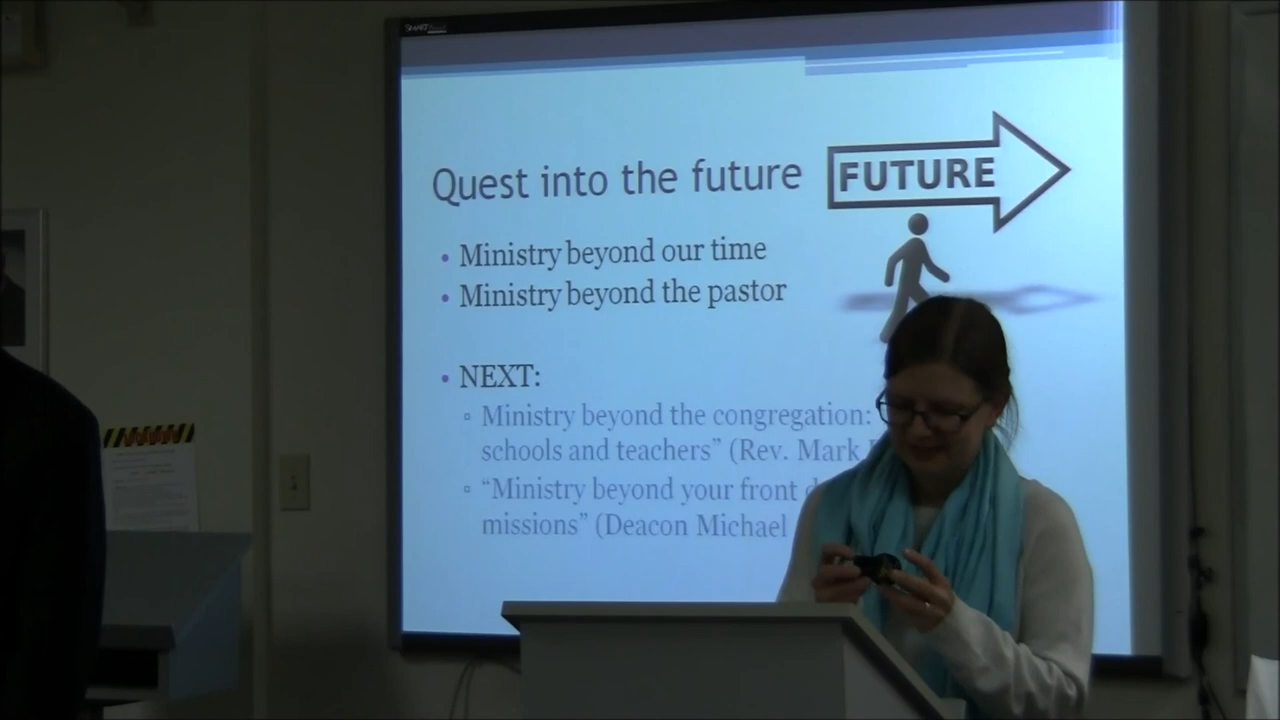 SMART
Quest into the future
FUTURE
• Ministry beyond our time
• Ministry beyond the pastor
• NEXT:
▫ Ministry beyond the congregation:
schools and teachers” (Rev. Mark
▫ “Ministry beyond your front
missions” (Deacon Michael